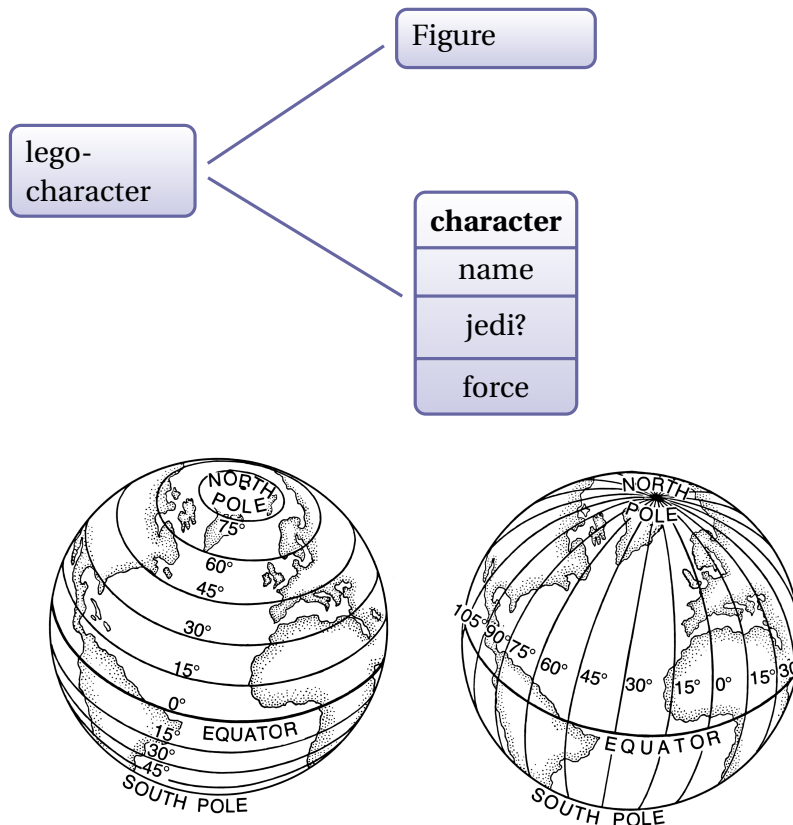 Figure
lego-
character
character
name
jedi?
force
NORTH
POLE
75°
60°
45°
30°
15°
0°
EQUATOR
15°
30°
45°
SOUTH POLE
NORTH
POLE
105° 90° 75° 60° 45° 30° 15° 0° 15° 30
EQUATOR
SOUTH POLE